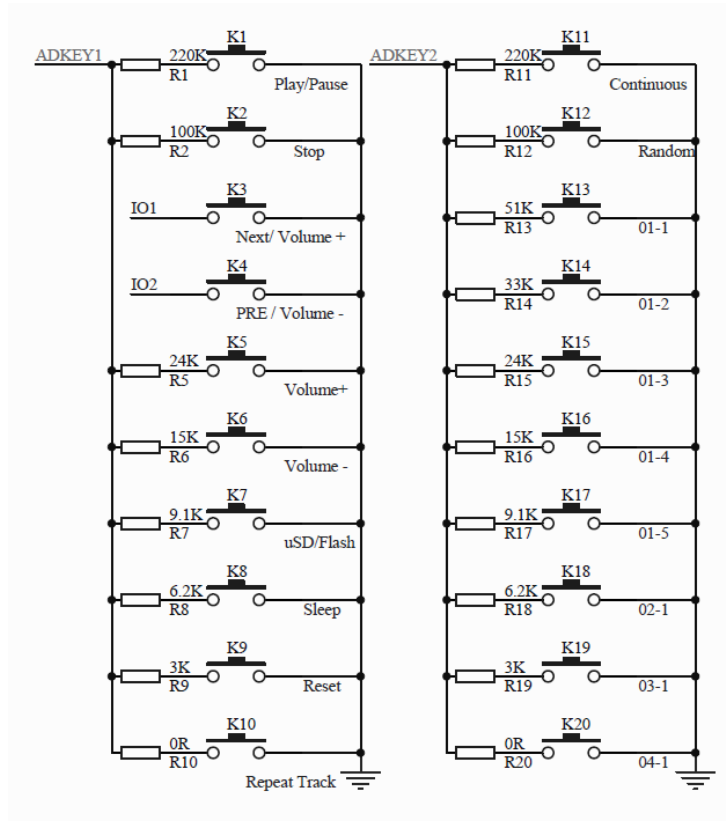 ADKEY1
K1
220K
R1
Play/Pause
K2
100K
R2
Stop
K3
IO1
Next/ Volume +
K4
IO2
PRE / Volume -
K5
24K
R5
Volume+
K6
15K
R6
Volume -
K7
9.1K
R7
uSD/Flash
K8
6.2K
R8
Sleep
K9
3K
R9
Reset
K10
0R
R10
Repeat Track
ADKEY2
K11
220K
R11
Continuous
K12
100K
R12
Random
K13
51K
R13
01-1
K14
33K
R14
01-2
K15
24K
R15
01-3
K16
15K
R16
01-4
K17
9.1K
R17
01-5
K18
6.2K
R18
02-1
K19
3K
R19
03-1
K20
0R
R20
04-1